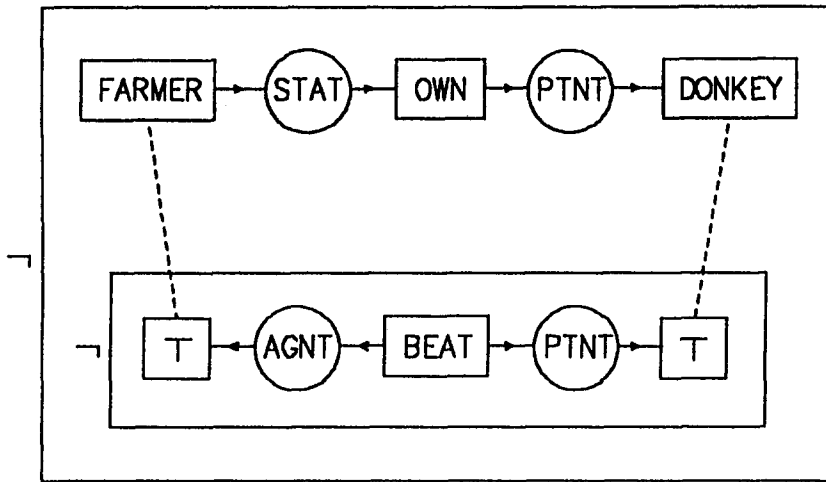 FARMER STAT OWN PTNT DONKEY
¬
¬
T AGNT BEAT PTNT T